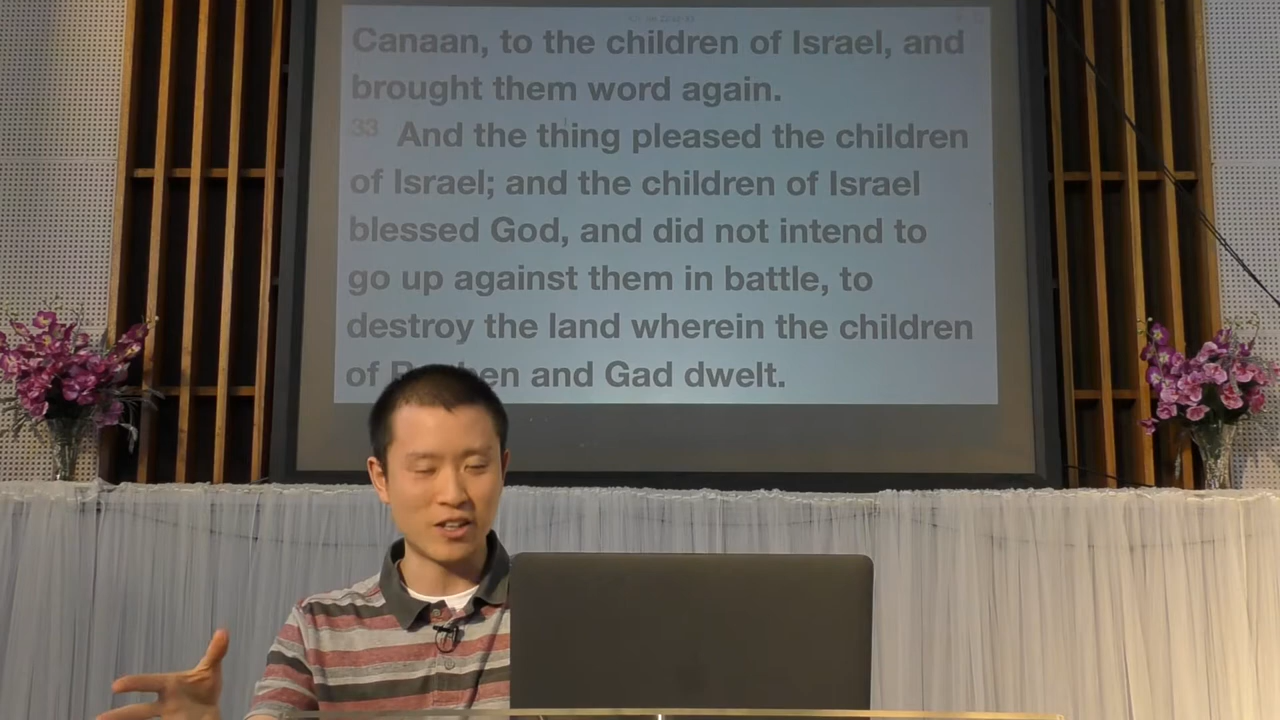 Canaan, to the children of Israel, and
brought them word again.
33 And the thing pleased the children
of Israel; and the children of Israel
blessed God, and did not intend to
go up against them in battle, to
destroy the land wherein the children
of and Gad dwelt.